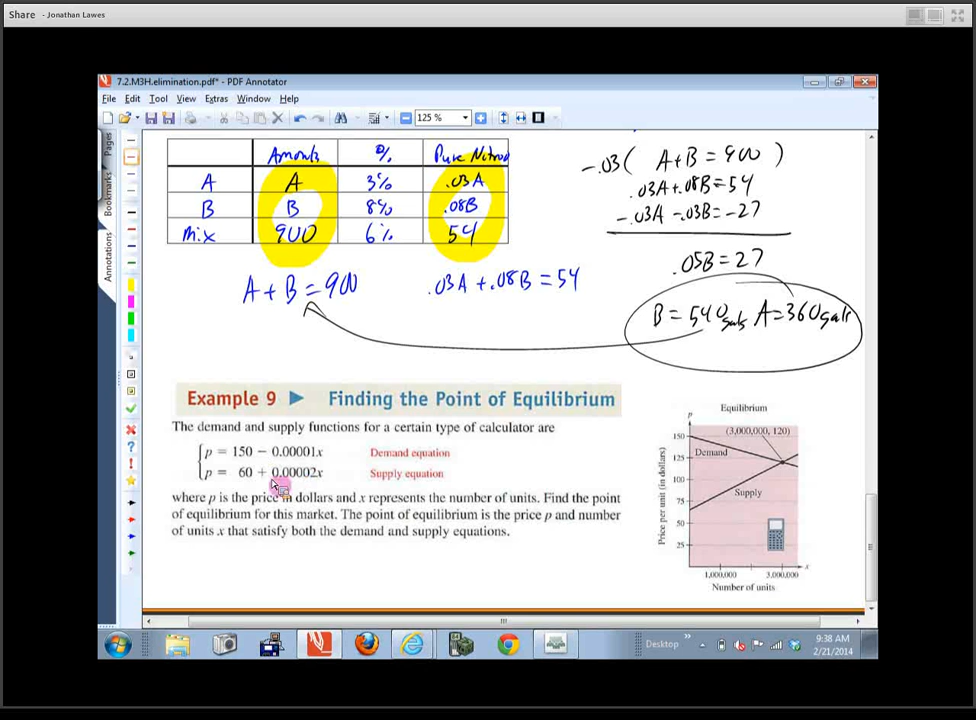 Share - Jonathan Lawes
7.2.M3H.elimination.pdf* - PDF Annotator
File Edit Tool View Extras Window Help
125 %
Pages
Bookmarks
Annotations
Amounts % Pure Nitro
A A 3% .03A
B B 8% .08B
Mix 900 6% 54
A + B = 900 .03A + .08B = 54
-.03( A+B = 900 )
.03A+.08B=54
-.03A -.03B = -27
.05B = 27
B = 540 gals A = 360 gals
Example 9 ► Finding the Point of Equilibrium
The demand and supply functions for a certain type of calculator are
p = 150 − 0.00001x Demand equation
p = 60 + 0.00002x Supply equation
where p is the price in dollars and x represents the number of units. Find the point
of equilibrium for this market. The point of equilibrium is the price p and number
of units x that satisfy both the demand and supply equations.
Equilibrium
p
(3,000,000, 120)
150
Demand
125
100
Supply
75
50
25
Price per unit (in dollars)
x
1,000,000 3,000,000
Number of units
Desktop
9:38 AM
2/21/2014